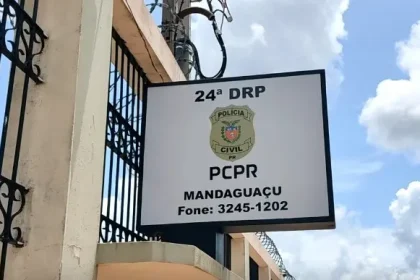 24ª DRP
POLÍCIA
CIVIL
PR
PCPR
MANDAGUAÇU
Fone: 3245-1202